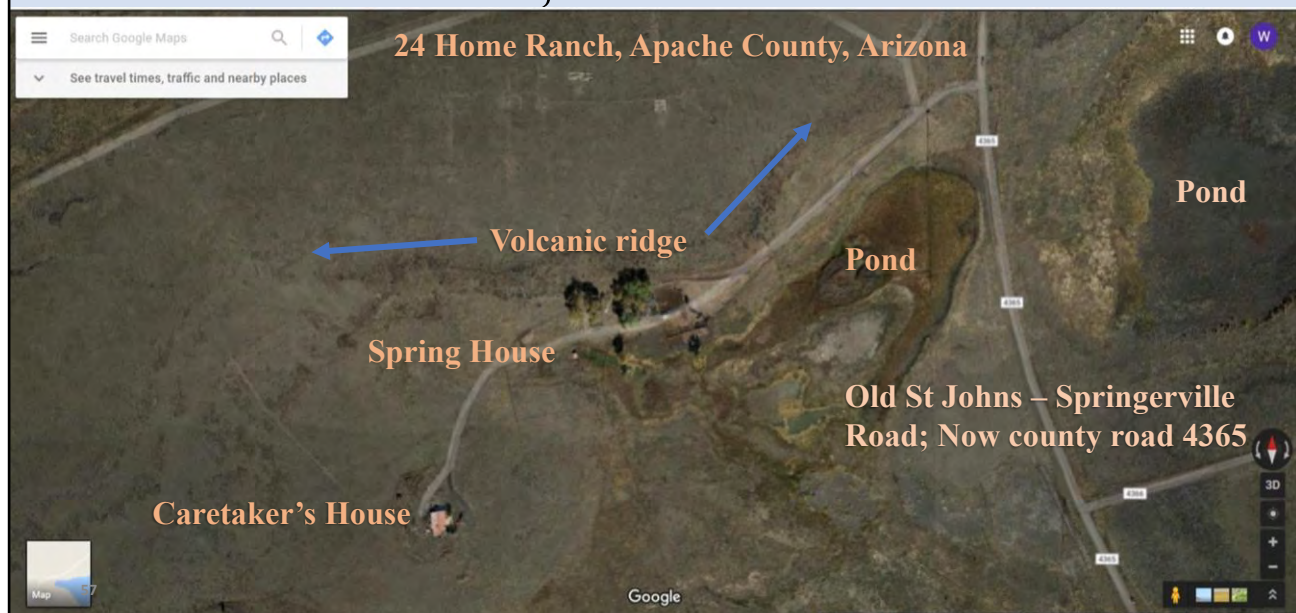 Search Google Maps
24 Home Ranch, Apache County, Arizona
W
See travel times, traffic and nearby places
4365
Pond
Volcanic ridge
Pond
4365
Spring House
Old St Johns – Springerville
Road; Now county road 4365
3D
4366
Caretaker’s House
4365
Map
57
Google